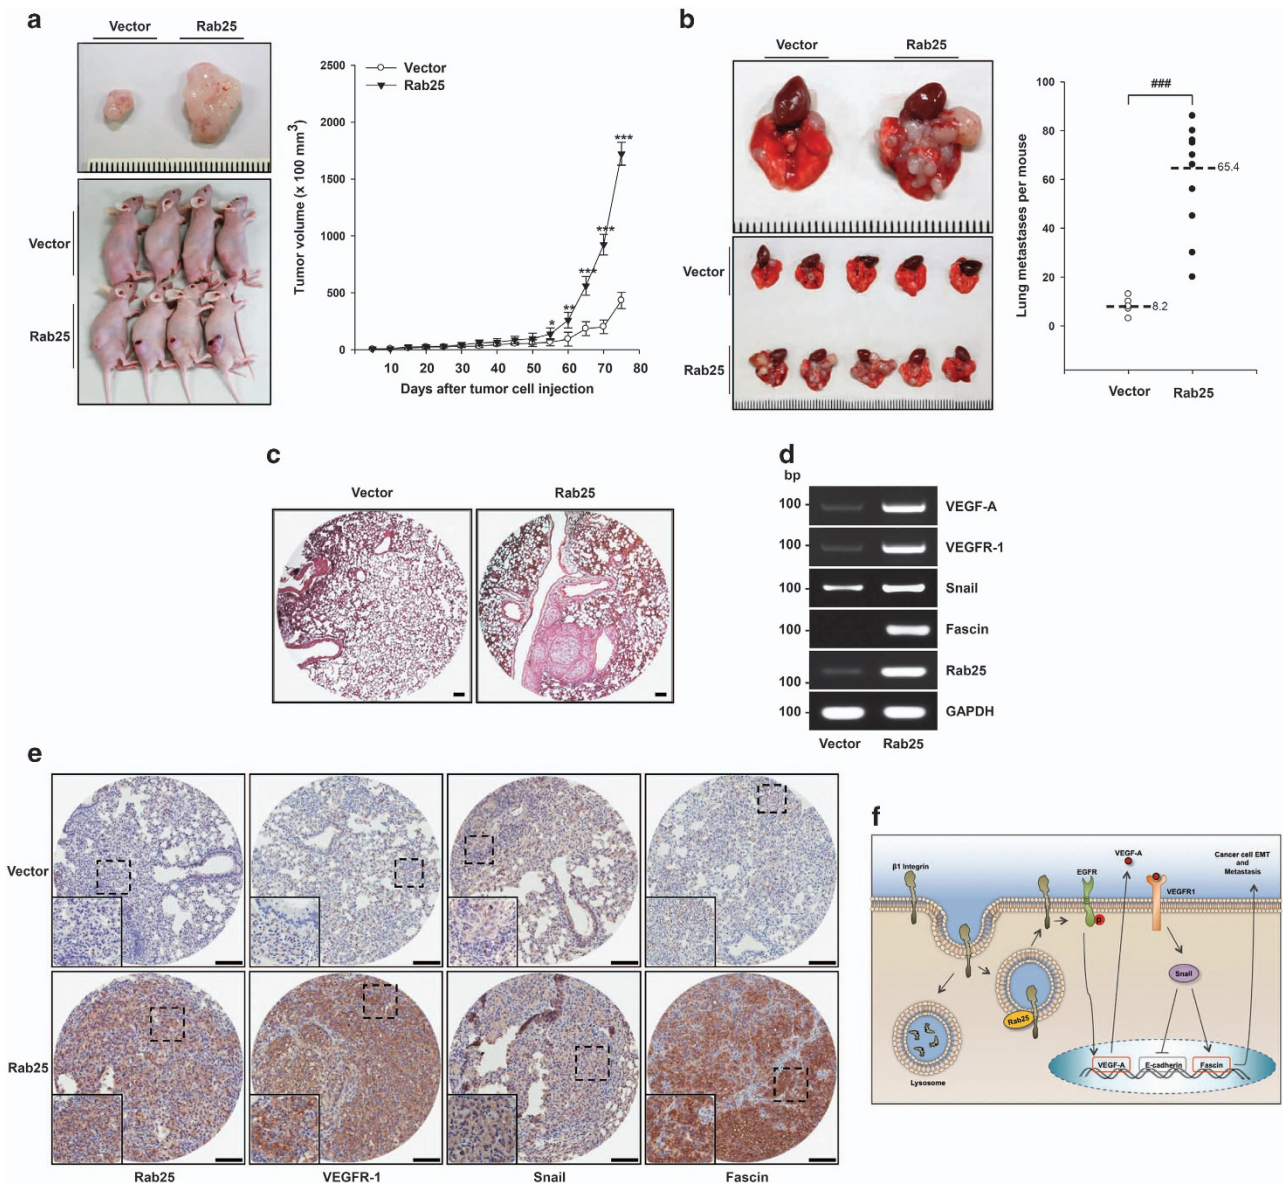 a
Vector
Rab25
Vector
Rab25
Vector
Rab25
2500
2000
1500
1000
500
0
Tumor volume (x 100 mm³)
*
**
***
***
***
0
10
20
30
40
50
60
70
80
Days after tumor cell injection
b
Vector
Rab25
Vector
Rab25
100
80
60
40
20
0
Lung metastases per mouse
###
65.4
8.2
Vector
Rab25
c
Vector
Rab25
d
bp
100
VEGF-A
100
VEGFR-1
100
Snail
100
Fascin
100
Rab25
100
GAPDH
Vector
Rab25
e
Vector
Rab25
Rab25
VEGFR-1
Snail
Fascin
f
β1 Integrin
EGFR
VEGF-A
VEGFR1
Cancer cell EMT
and
Metastasis
p
Snail
Rab25
Lysosome
VEGF-A
E-cadherin
Fascin